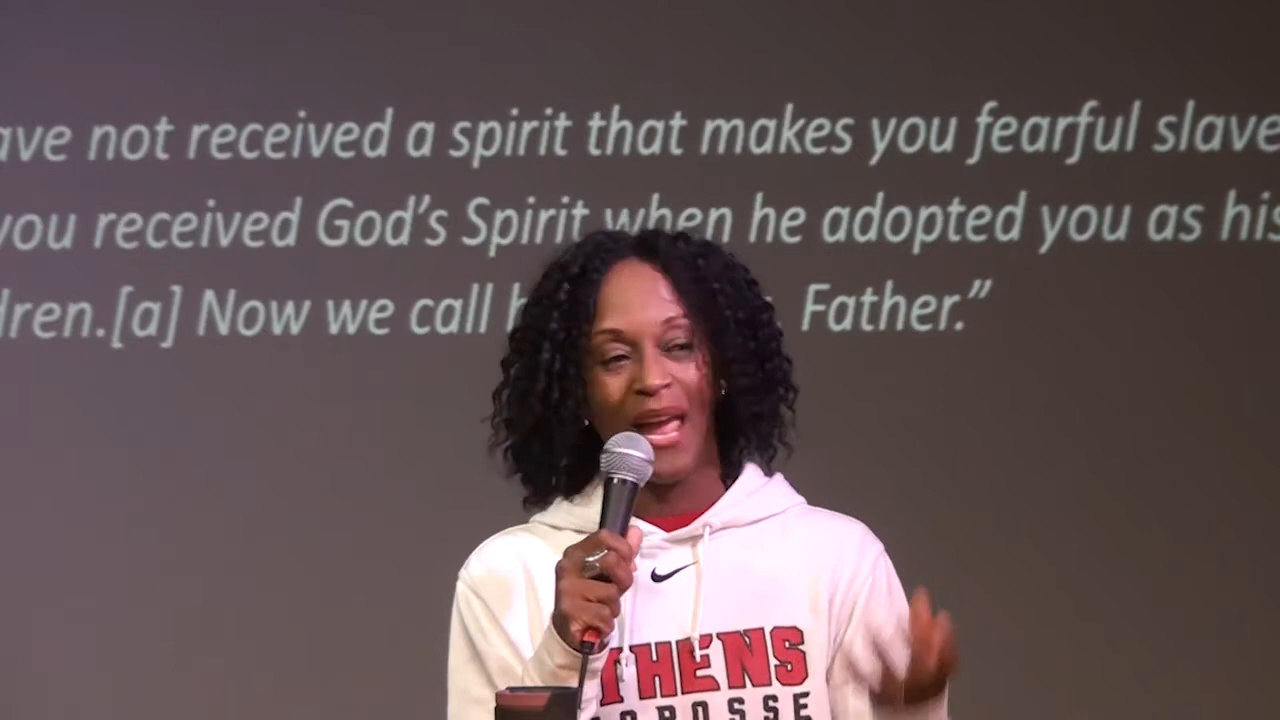 ave not received a spirit that makes you fearful slave
you received God's Spirit when he adopted you as his
dren.[a] Now we call Father.”
THENS
CROSSE